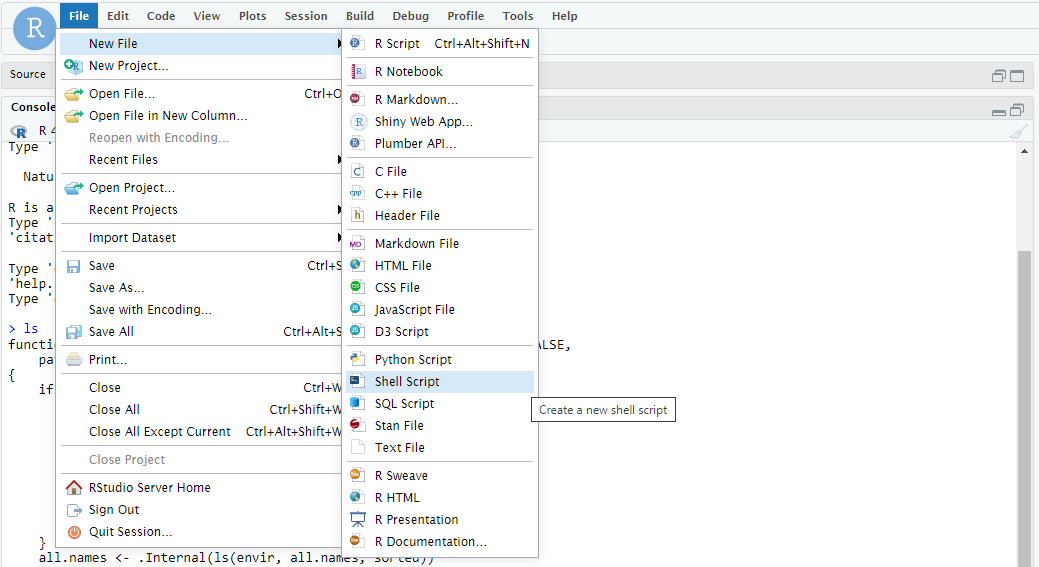 R
File Edit Code View Plots Session Build Debug Profile Tools Help
Source
Console
R 4
Type '
Natu
R is a
Type '
'citat
Type '
'help.
Type '
> ls
functio
ALSE,
pa
{
if
}
all.names <- .Internal(ls(envir, all.names, sorted))
New File
New Project...
Open File... Ctrl+O
Open File in New Column...
Reopen with Encoding...
Recent Files
Open Project...
Recent Projects
Import Dataset
Save Ctrl+S
Save As...
Save with Encoding...
Save All Ctrl+Alt+S
Print...
Close Ctrl+W
Close All Ctrl+Shift+W
Close All Except Current Ctrl+Alt+Shift+W
Close Project
RStudio Server Home
Sign Out
Quit Session...
R Script Ctrl+Alt+Shift+N
R Notebook
R Markdown...
Shiny Web App...
Plumber API...
C File
C++ File
Header File
Markdown File
HTML File
CSS File
JavaScript File
D3 Script
Python Script
Shell Script
SQL Script
Stan File
Text File
R Sweave
R HTML
R Presentation
R Documentation...
Create a new shell script